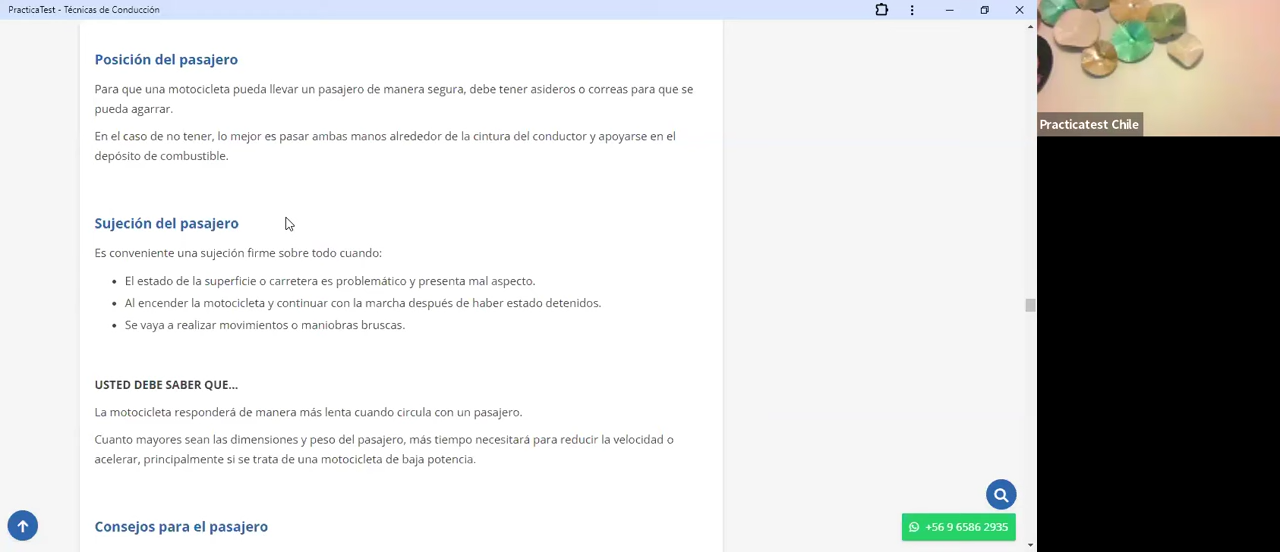 PracticaTest - Técnicas de Conducción
Posición del pasajero
Para que una motocicleta pueda llevar un pasajero de manera segura, debe tener asideros o correas para que se
pueda agarrar.
En el caso de no tener, lo mejor es pasar ambas manos alrededor de la cintura del conductor y apoyarse en el
depósito de combustible.
Sujeción del pasajero
Es conveniente una sujeción firme sobre todo cuando:
El estado de la superficie o carretera es problemático y presenta mal aspecto.
Al encender la motocicleta y continuar con la marcha después de haber estado detenidos.
Se vaya a realizar movimientos o maniobras bruscas.
USTED DEBE SABER QUE...
La motocicleta responderá de manera más lenta cuando circula con un pasajero.
Cuanto mayores sean las dimensiones y peso del pasajero, más tiempo necesitará para reducir la velocidad o
acelerar, principalmente si se trata de una motocicleta de baja potencia.
Consejos para el pasajero
+56 9 6586 2935
Practicatest Chile